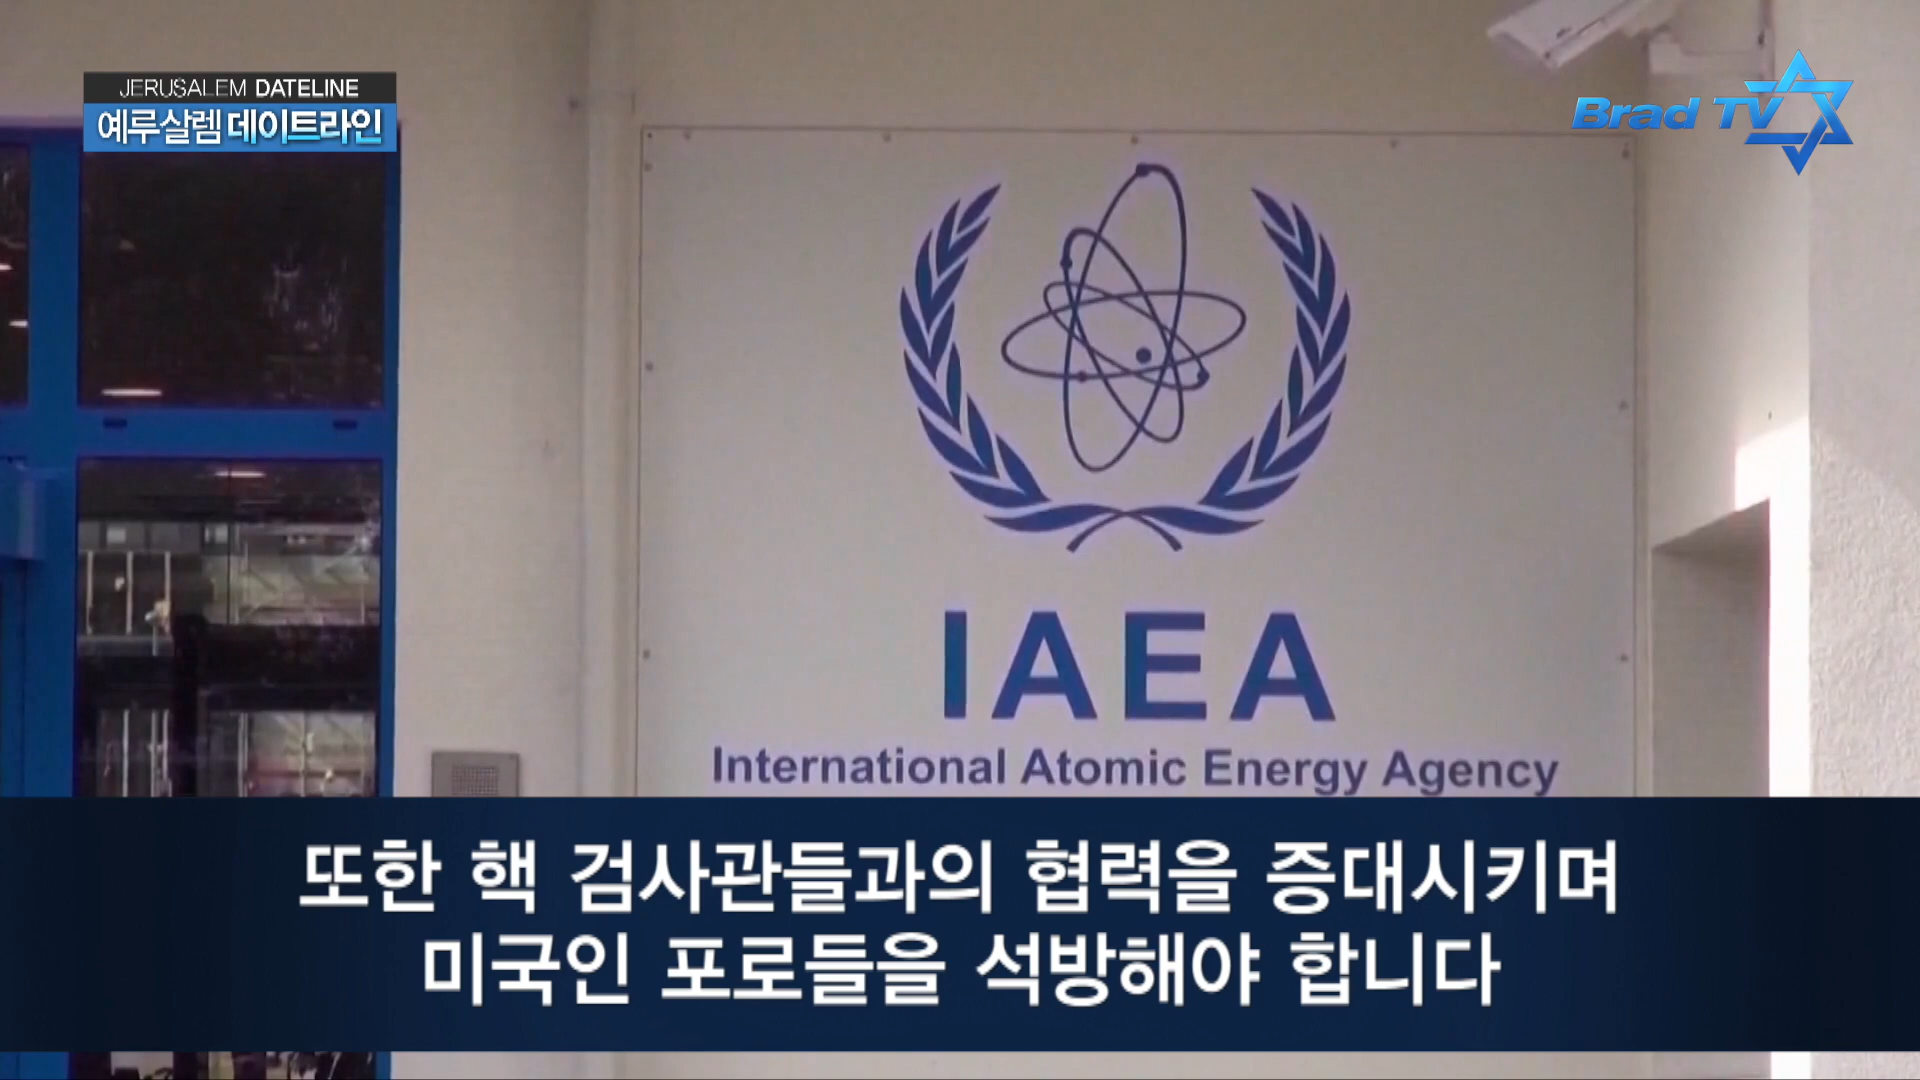 JERUSALEM DATELINE
예루살렘 데이트라인
Brad TV
IAEA
International Atomic Energy Agency
또한 핵 검사관들과의 협력을 증대시키며
미국인 포로들을 석방해야 합니다